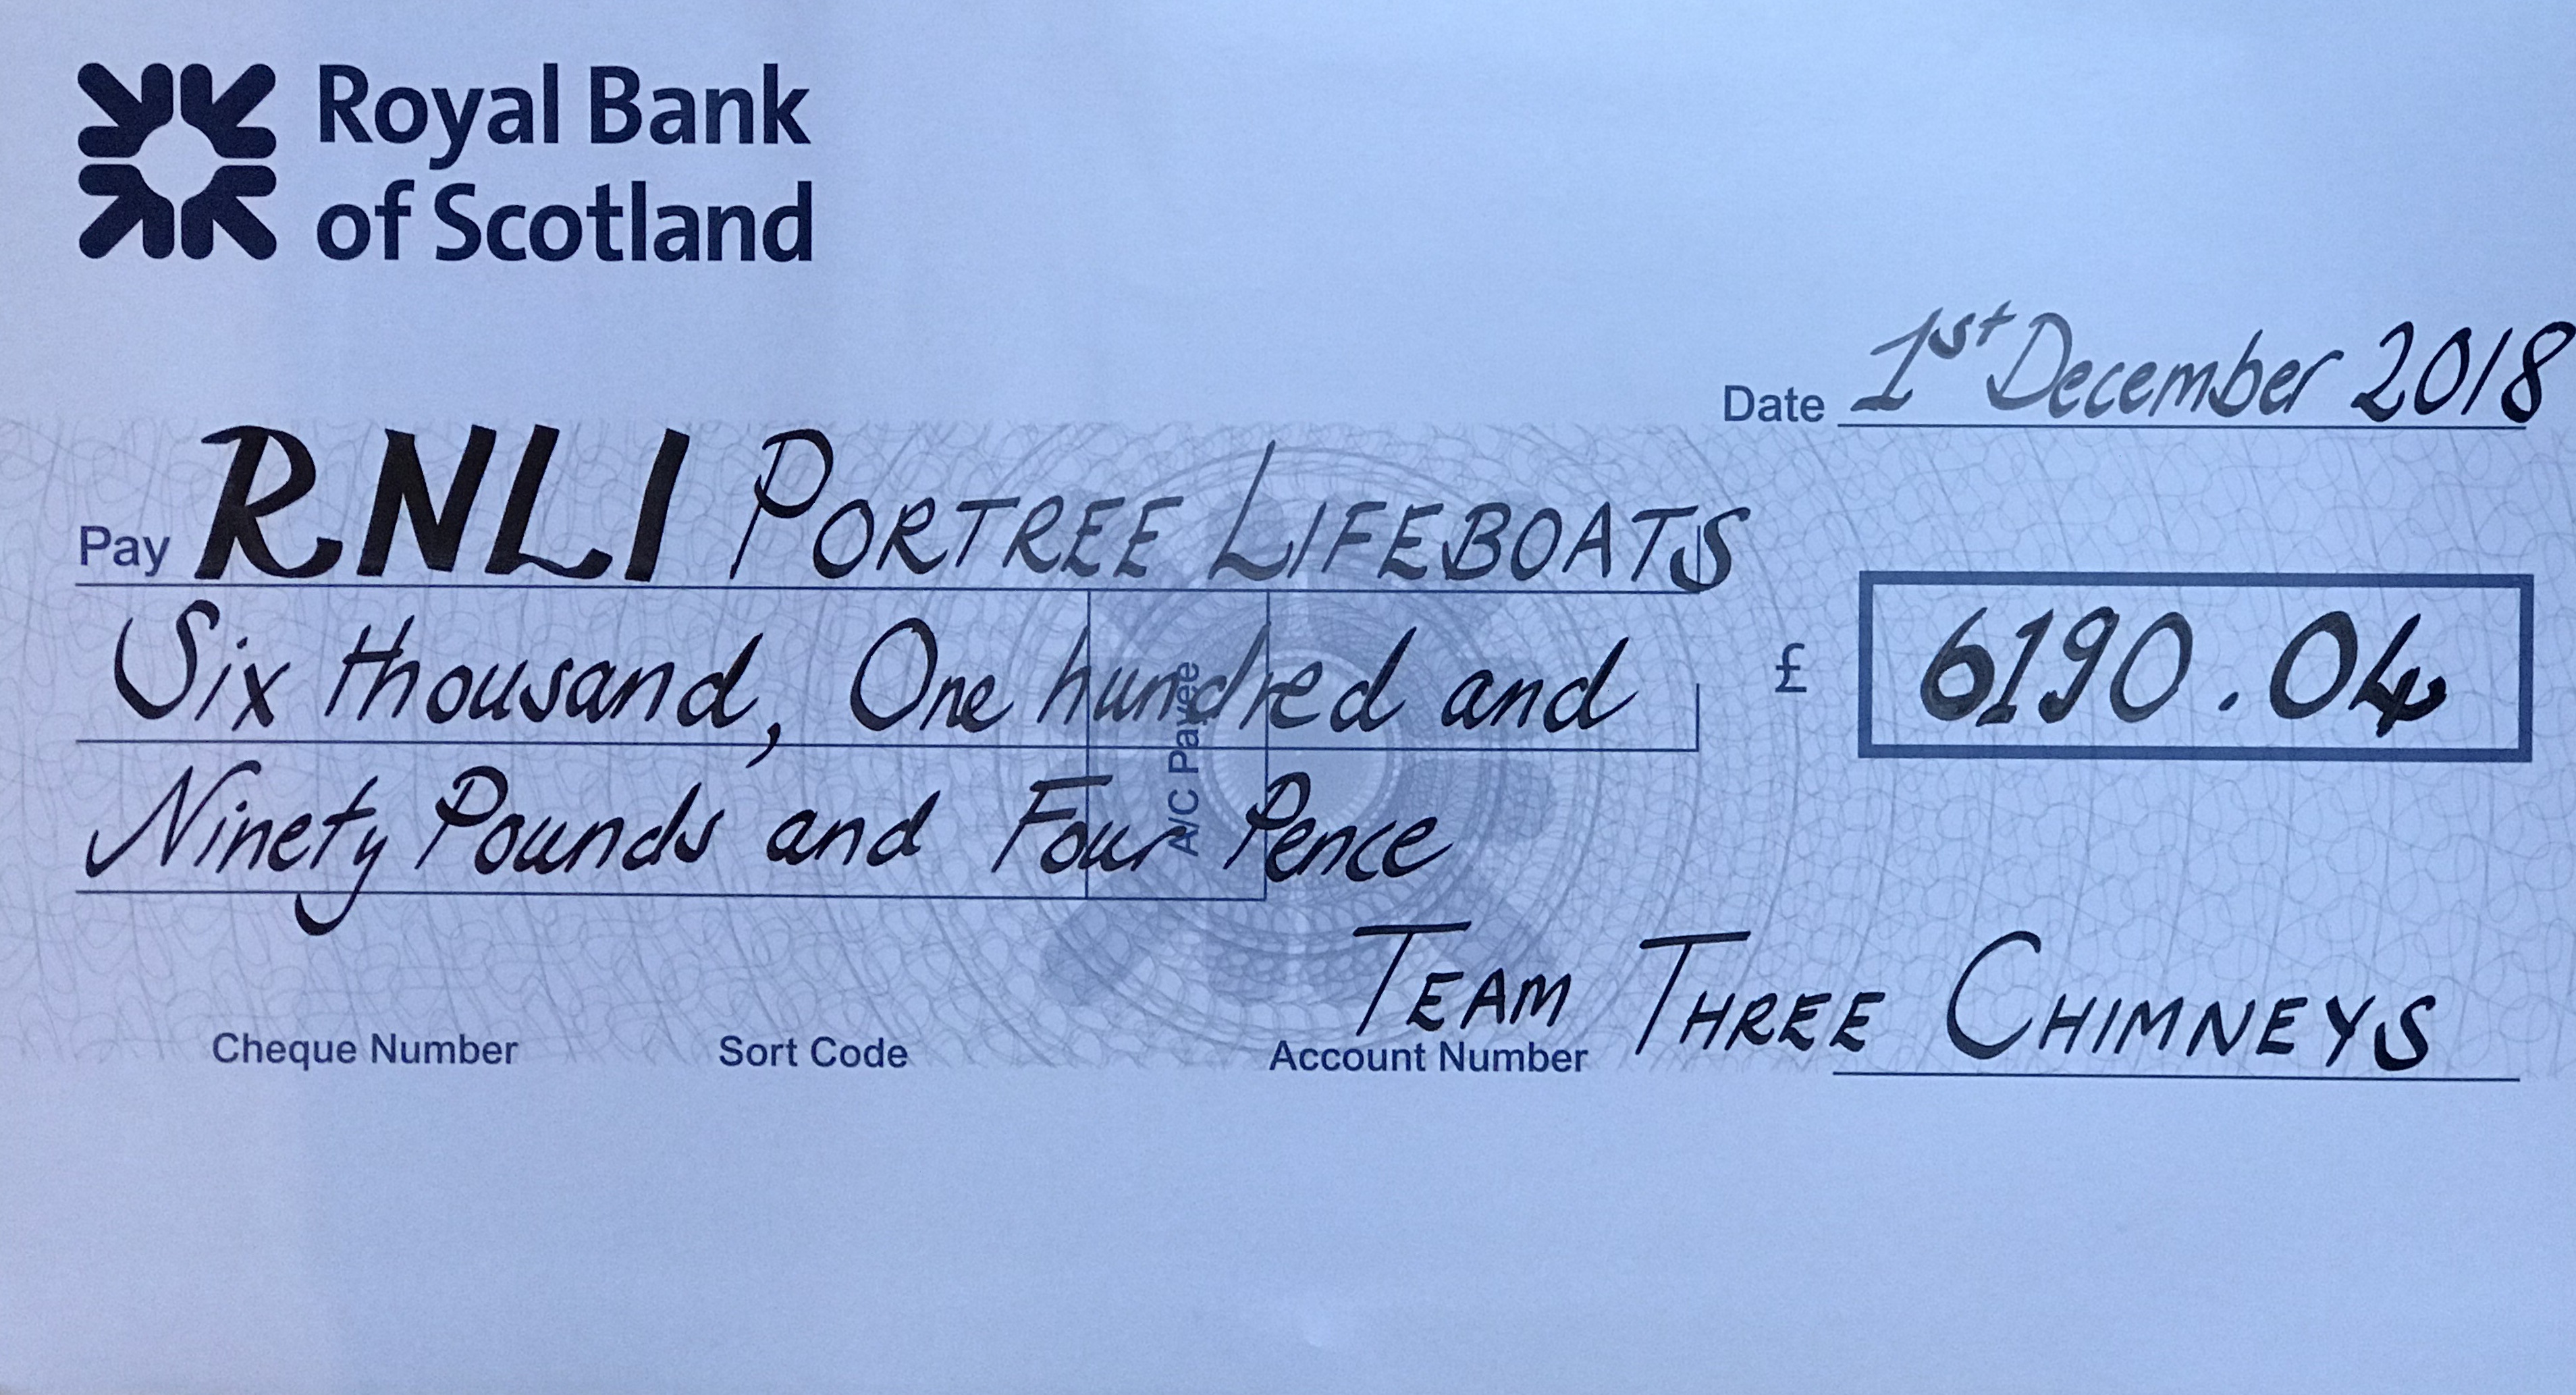 Royal Bank
of Scotland
Date 1st December 2018
Pay RNLI PORTREE LIFEBOATS
Six thousand, One hundred and
£ 6190.04
A/C Payee
Ninety Pounds and Four Pence
TEAM THREE CHIMNEYS
Cheque Number Sort Code Account Number